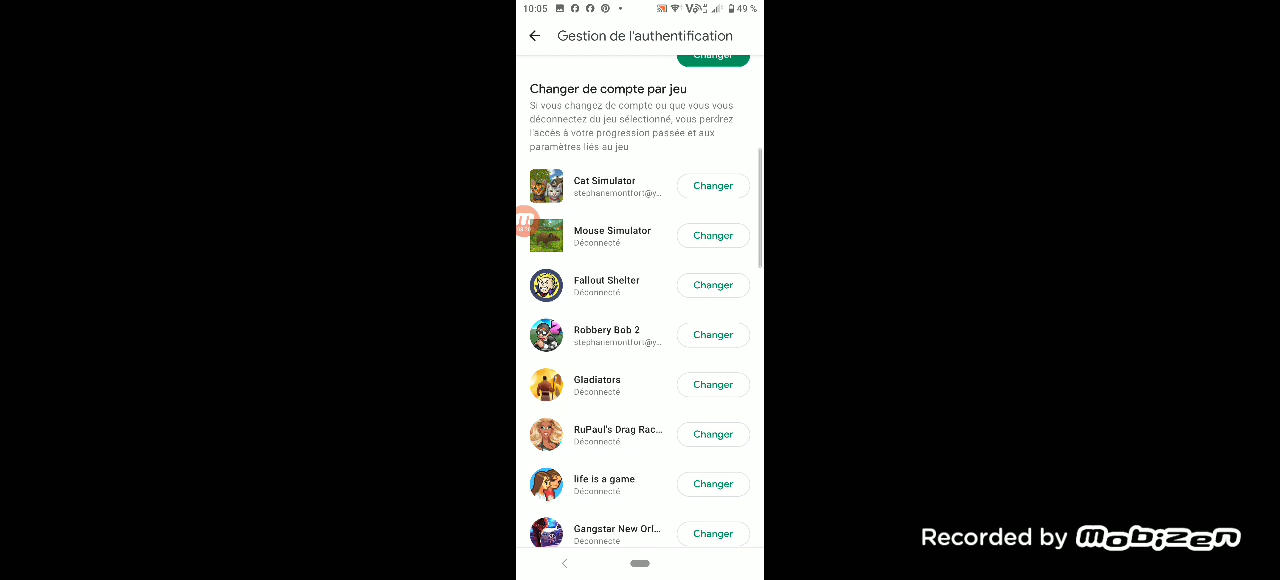 10:05
49 %
Gestion de l'authentification
Changer
Changer de compte par jeu
Si vous changez de compte ou que vous vous
déconnectez du jeu sélectionné, vous perdrez
l'accès à votre progression passée et aux
paramètres liés au jeu
Cat Simulator
stephanemontfort@y...
Changer
Mouse Simulator
Déconnecté
Changer
Fallout Shelter
Déconnecté
Changer
Robbery Bob 2
stephanemontfort@y...
Changer
Gladiators
Déconnecté
Changer
RuPaul's Drag Rac...
Déconnecté
Changer
life is a game
Déconnecté
Changer
Gangstar New Orl...
Déconnecté
Changer
Recorded by mobizen